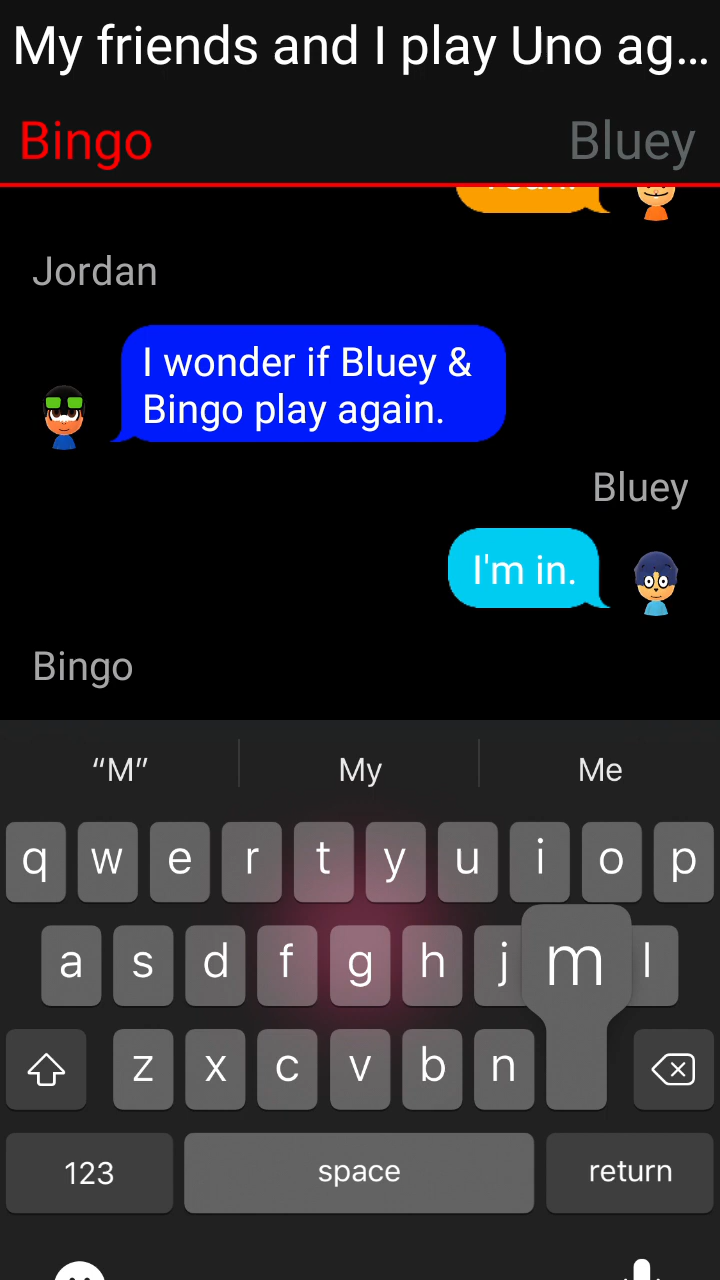 My friends and I play Uno ag...
Bingo Bluey
Jordan
I wonder if Bluey &
Bingo play again.
Bluey
I'm in.
Bingo
“M” My Me
q w e r t y u i o p
a s d f g h j m l
z x c v b n
123 space return